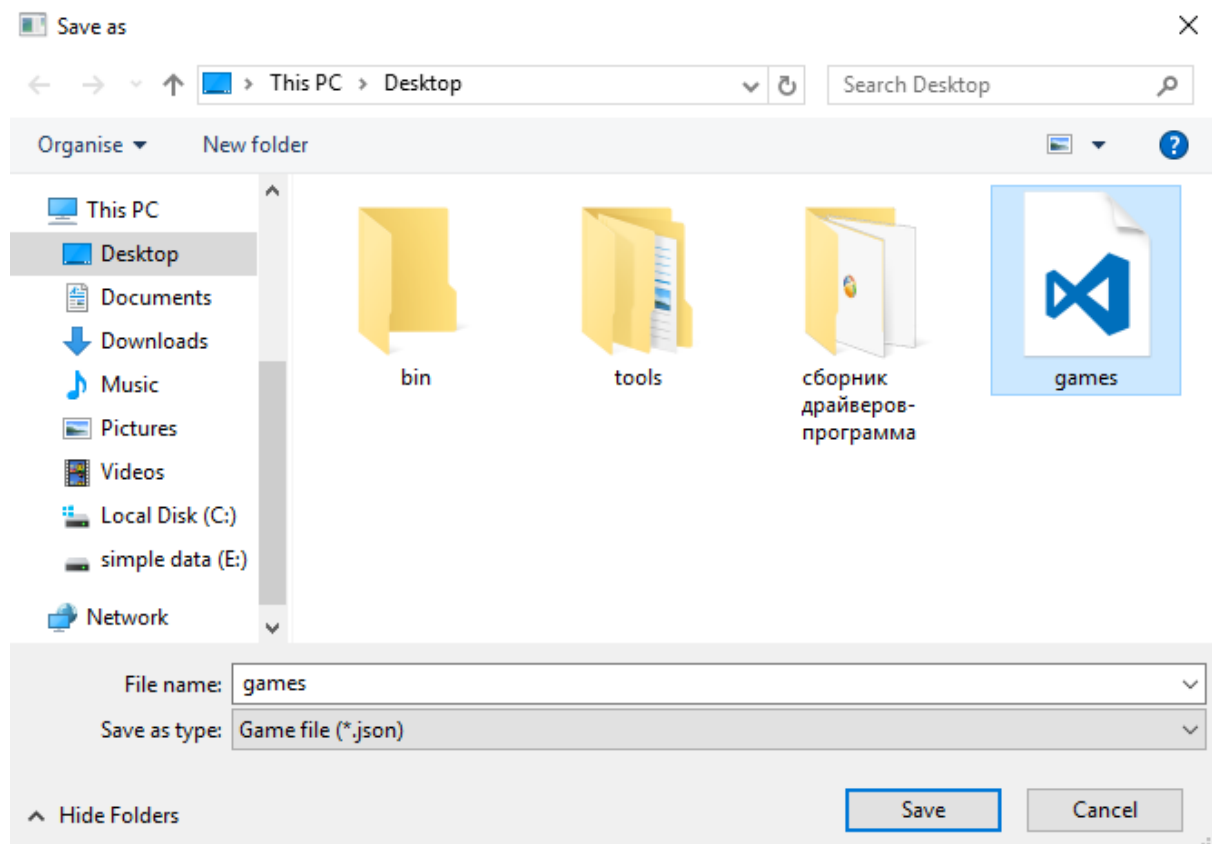 Save as
This PC > Desktop
Search Desktop
Organise
New folder
This PC
Desktop
Documents
Downloads
Music
Pictures
Videos
Local Disk (C:)
simple data (E:)
Network
bin
tools
сборник
драйверов-
программа
games
File name: games
Save as type: Game file (*.json)
Hide Folders
Save
Cancel